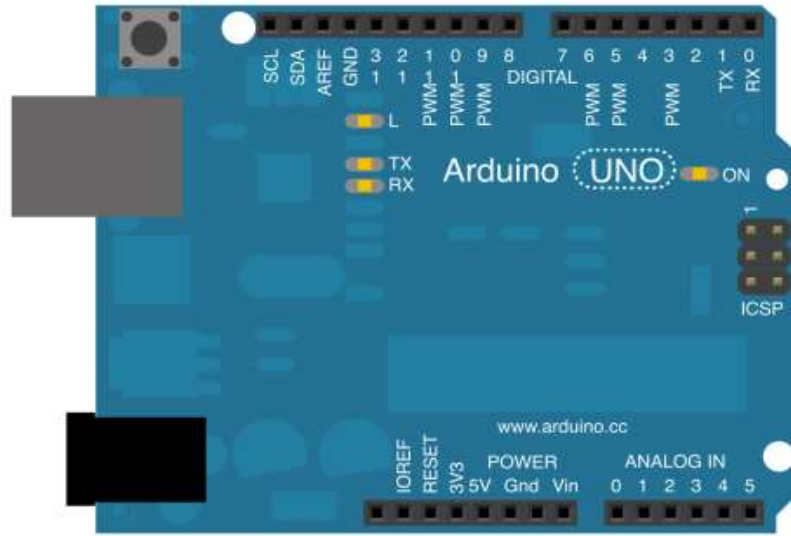 SCL SDA AREF GND 13 12 11 10 9 8 7 6 5 4 3 2 1 0
PWM PWM PWM DIGITAL PWM PWM PWM TX RX
L
TX
RX
Arduino UNO ON
1
ICSP
www.arduino.cc
POWER ANALOG IN
IOREF RESET 3V3 5V Gnd Vin 0 1 2 3 4 5